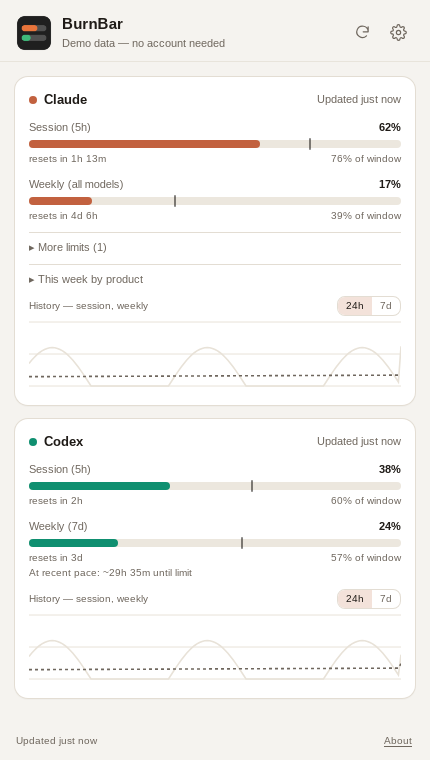 BurnBar
Demo data — no account needed
Claude
Updated just now
Session (5h)
62%
resets in 1h 13m
76% of window
Weekly (all models)
17%
resets in 4d 6h
39% of window
▸ More limits (1)
▸ This week by product
History — session, weekly
24h
7d
Codex
Updated just now
Session (5h)
38%
resets in 2h
60% of window
Weekly (7d)
24%
resets in 3d
57% of window
At recent pace: ~29h 35m until limit
History — session, weekly
24h
7d
Updated just now
About